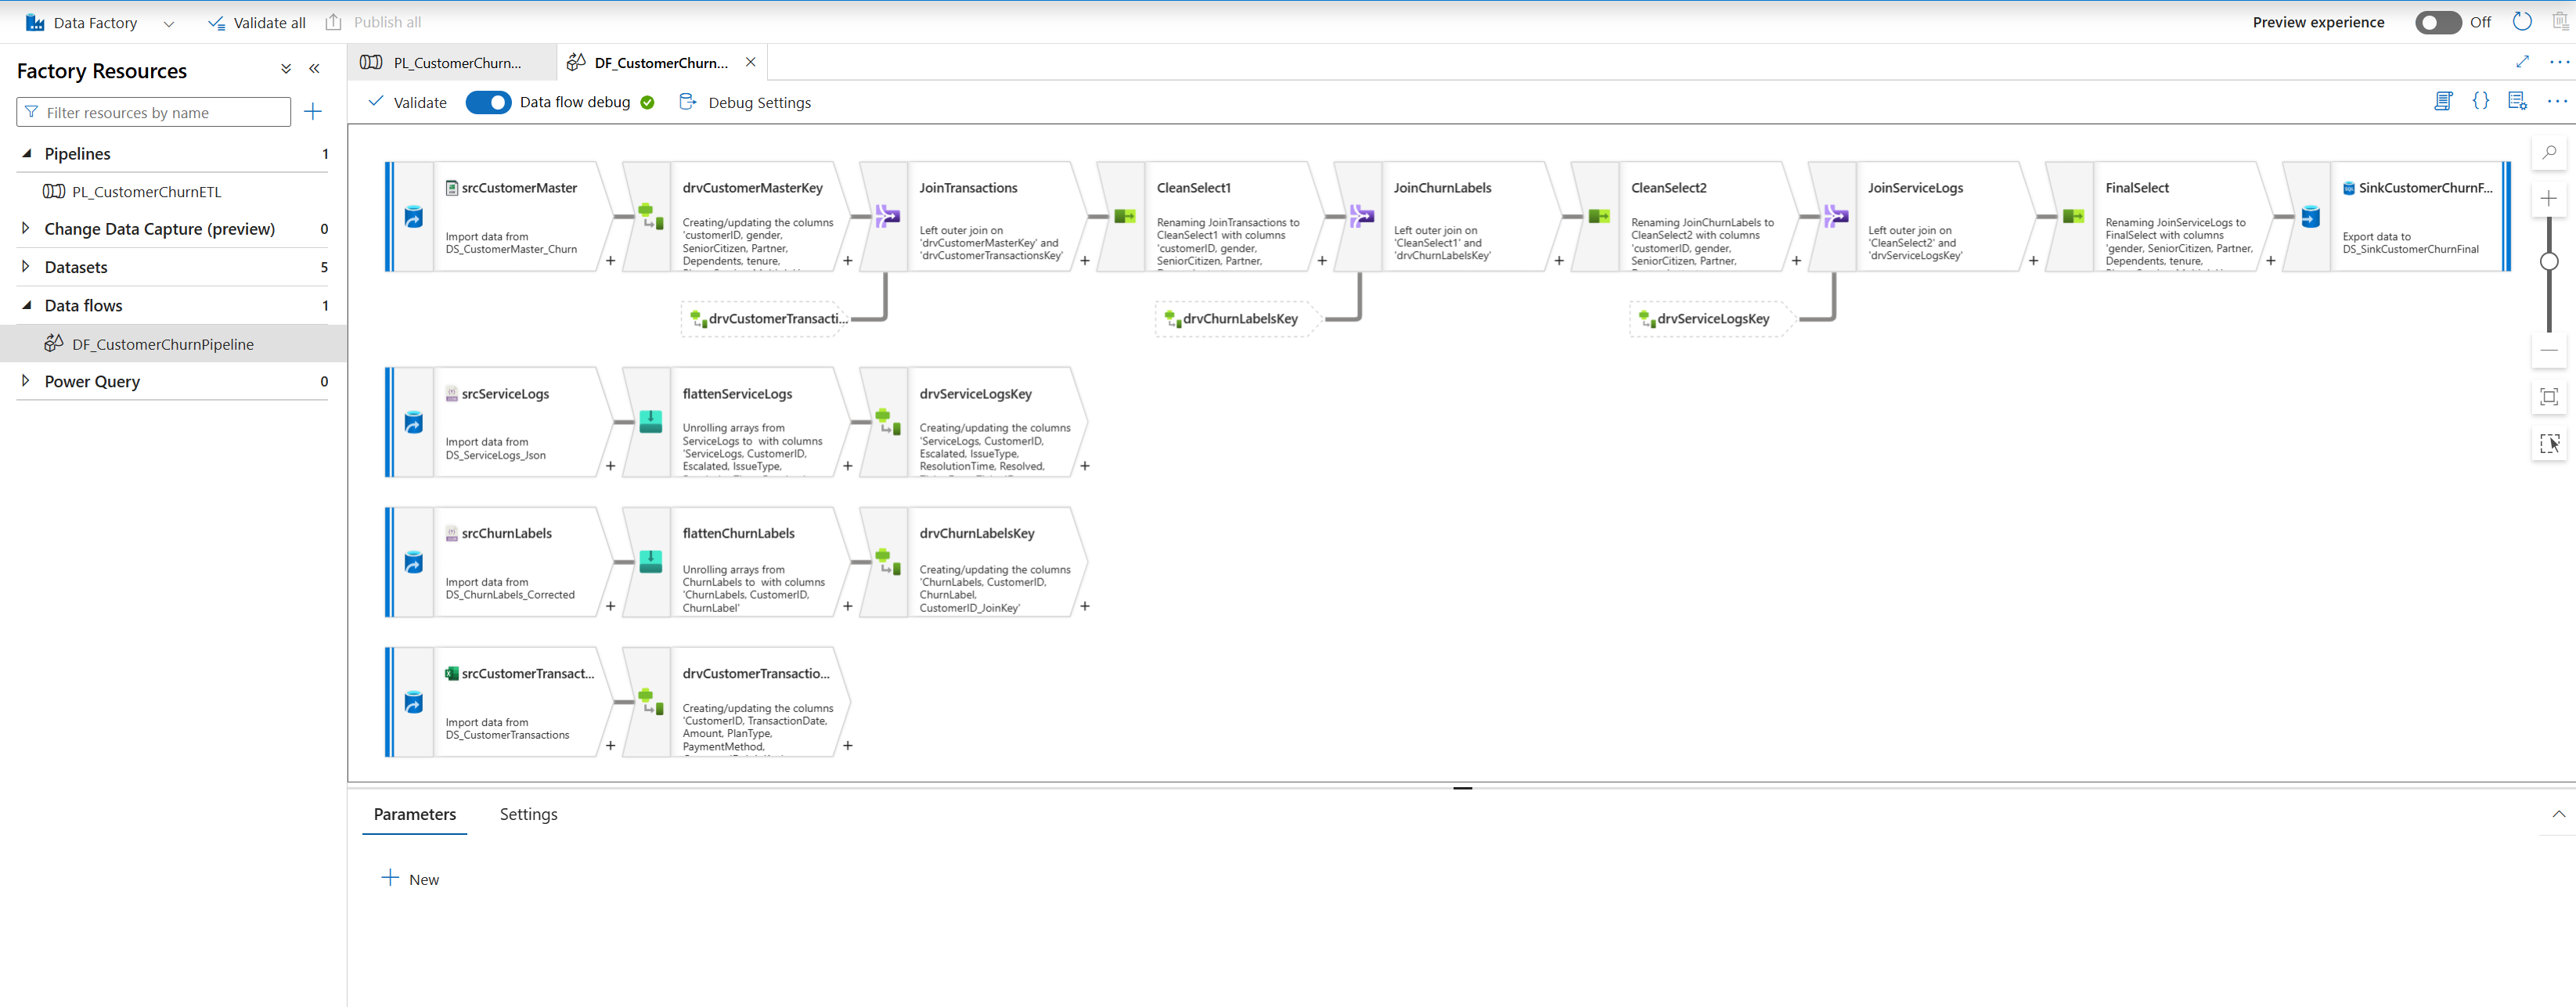 Data Factory
Validate all
Publish all
Preview experience
Off
Factory Resources
Filter resources by name
Pipelines
1
PL_CustomerChurnETL
Change Data Capture (preview)
0
Datasets
5
Data flows
1
DF_CustomerChurnPipeline
Power Query
0
PL_CustomerChurn...
DF_CustomerChurn...
Validate
Data flow debug
Debug Settings
srcCustomerMaster
Import data from
DS_CustomerMaster_Churn
drvCustomerMasterKey
Creating/updating the columns
'customerID, gender,
SeniorCitizen, Partner,
Dependents, tenure,
JoinTransactions
Left outer join on
'drvCustomerMasterKey' and
'drvCustomerTransactionsKey'
CleanSelect1
Renaming JoinTransactions to
CleanSelect1 with columns
'customerID, gender,
SeniorCitizen, Partner,
JoinChurnLabels
Left outer join on
'CleanSelect1' and
'drvChurnLabelsKey'
CleanSelect2
Renaming JoinChurnLabels to
CleanSelect2 with columns
'customerID, gender,
SeniorCitizen, Partner,
JoinServiceLogs
Left outer join on
'CleanSelect2' and
'drvServiceLogsKey'
FinalSelect
Renaming JoinServiceLogs to
FinalSelect with columns
'gender, SeniorCitizen, Partner,
Dependents, tenure,
SinkCustomerChurnF...
Export data to
DS_SinkCustomerChurnFinal
drvCustomerTransacti...
drvChurnLabelsKey
drvServiceLogsKey
srcServiceLogs
Import data from
DS_ServiceLogs_Json
flattenServiceLogs
Unrolling arrays from
ServiceLogs to  with columns
'ServiceLogs, CustomerID,
Escalated, IssueType,
drvServiceLogsKey
Creating/updating the columns
'ServiceLogs, CustomerID,
Escalated, IssueType,
ResolutionTime, Resolved,
srcChurnLabels
Import data from
DS_ChurnLabels_Corrected
flattenChurnLabels
Unrolling arrays from
ChurnLabels to  with columns
'ChurnLabels, CustomerID,
ChurnLabel'
drvChurnLabelsKey
Creating/updating the columns
'ChurnLabels, CustomerID,
ChurnLabel,
CustomerID_JoinKey'
srcCustomerTransact...
Import data from
DS_CustomerTransactions
drvCustomerTransactio...
Creating/updating the columns
'CustomerID, TransactionDate,
Amount, PlanType,
PaymentMethod,
Parameters
Settings
New